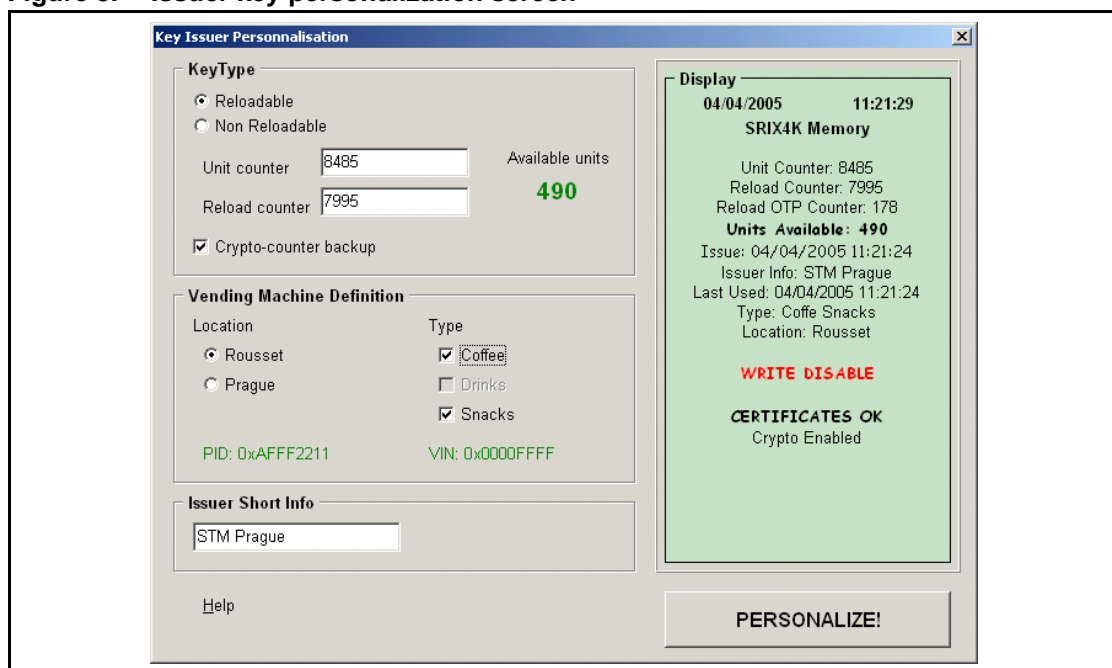 Key Issuer Personnalisation
KeyType
Reloadable
Non Reloadable
Unit counter 8485 Available units
490
Reload counter 7995
Crypto-counter backup
Vending Machine Definition
Location Type
Rousset Coffee
Prague Drinks
Snacks
PID: 0xAFFF2211 VIN: 0x0000FFFF
Issuer Short Info
STM Prague
Help
Display
04/04/2005 11:21:29
SRIX4K Memory
Unit Counter: 8485
Reload Counter: 7995
Reload OTP Counter: 178
Units Available: 490
Issue: 04/04/2005 11:21:24
Issuer Info: STM Prague
Last Used: 04/04/2005 11:21:24
Type: Coffe Snacks
Location: Rousset
WRITE DISABLE
CERTIFICATES OK
Crypto Enabled
PERSONALIZE!